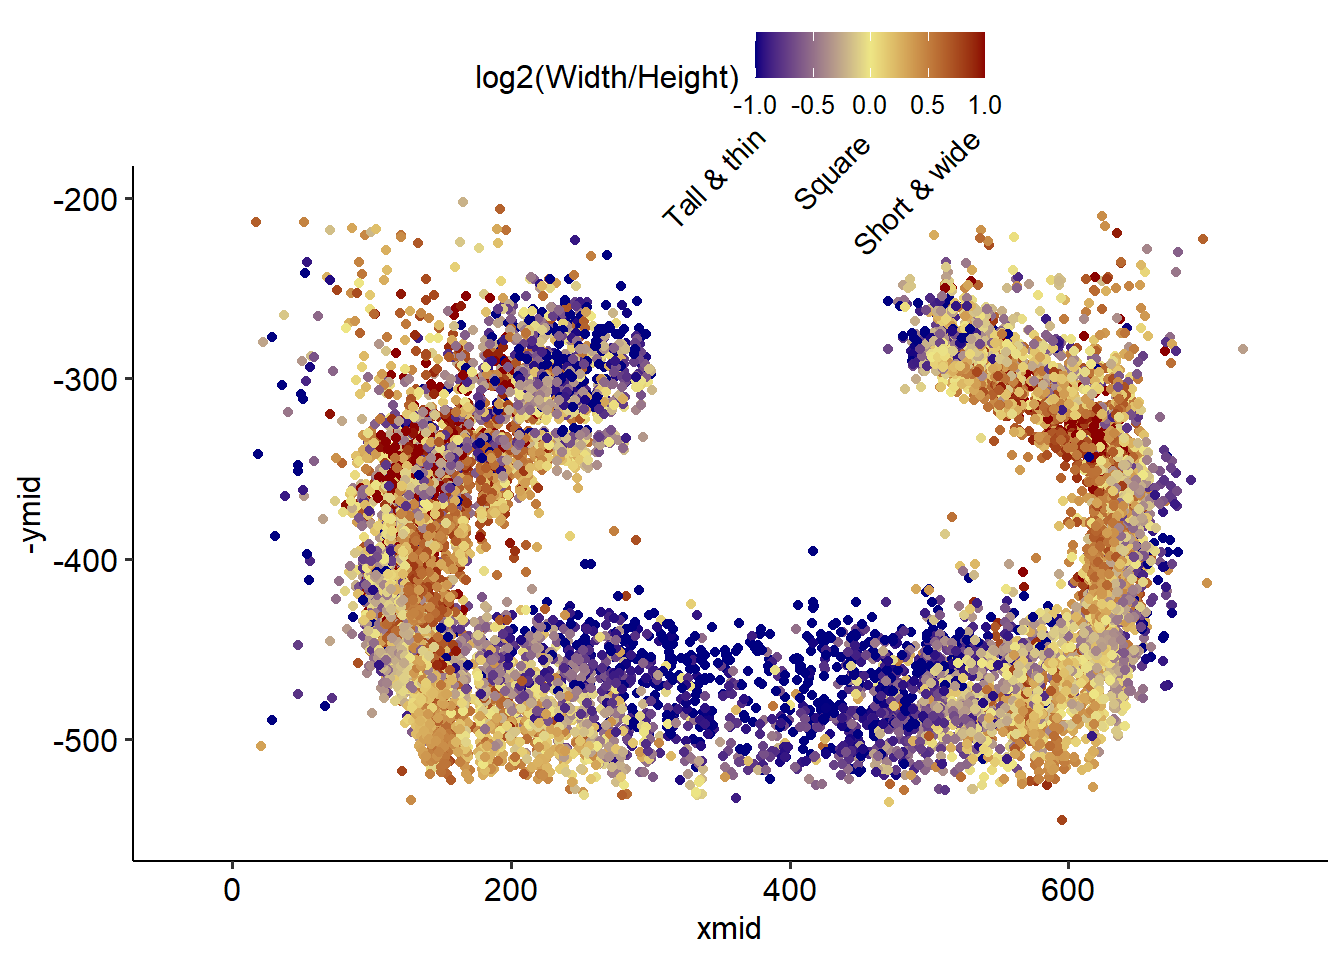 log2(Width/Height)
-1.0 -0.5 0.0 0.5 1.0
Tall & thin
Square
Short & wide
-200
-300
-400
-500
-ymid
0 200 400 600
xmid